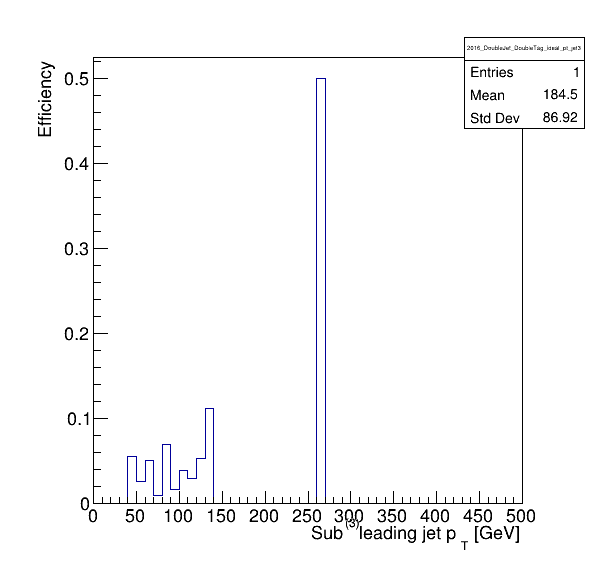 2016_DoubleJet_DoubleTag_ideal_pt_jet3
Entries 1
Mean 184.5
Std Dev 86.92
Efficiency
0.5
0.4
0.3
0.2
0.1
0
0 50 100 150 200 250 300 350 400 450 500
Sub(3)leading jet pT [GeV]